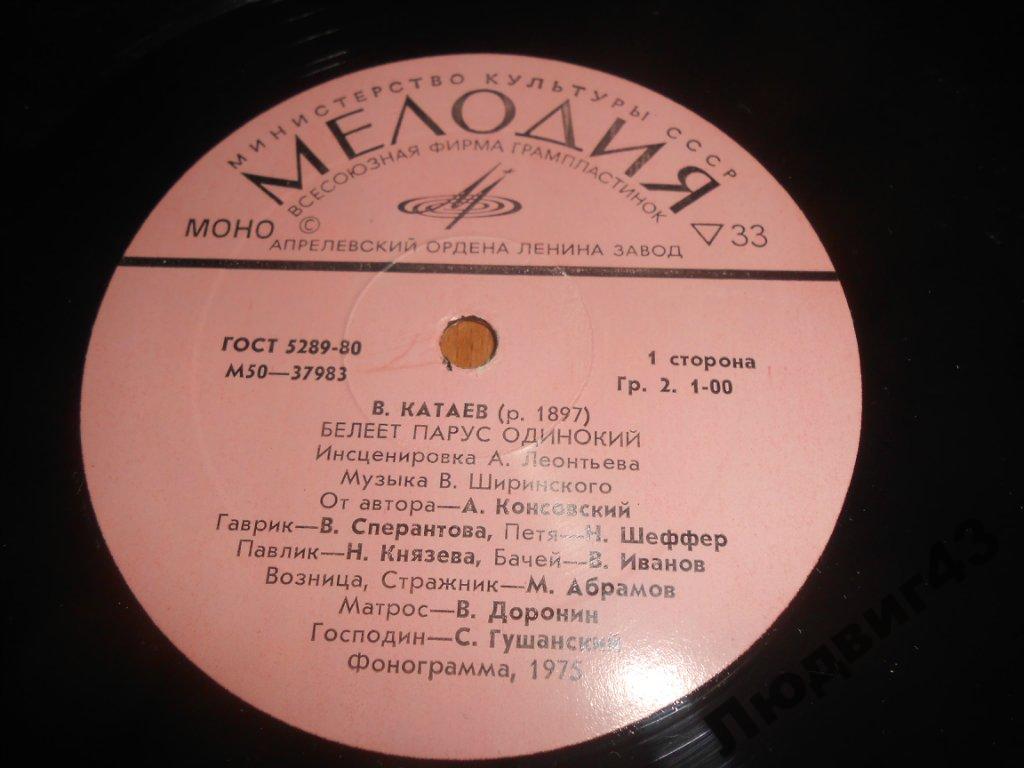 МИНИСТЕРСТВО КУЛЬТУРЫ СССР
МЕЛОДИЯ
ВСЕСОЮЗНАЯ ФИРМА ГРАМПЛАСТИНОК
МОНО © ▽33
АПРЕЛЕВСКИЙ ОРДЕНА ЛЕНИНА ЗАВОД
ГОСТ 5289-80 1 сторона
М50—37983 Гр. 2. 1-00
В. КАТАЕВ (р. 1897)
БЕЛЕЕТ ПАРУС ОДИНОКИЙ
Инсценировка А. Леонтьева
Музыка В. Ширинского
От автора—А. Консовский
Гаврик—В. Сперантова, Петя—Н. Шеффер
Павлик—Н. Князева, Бачей—В. Иванов
Возница, Стражник—М. Абрамов
Матрос—В. Доронин
Господин—С. Гушанский
Фонограмма, 1975
Людвиг43